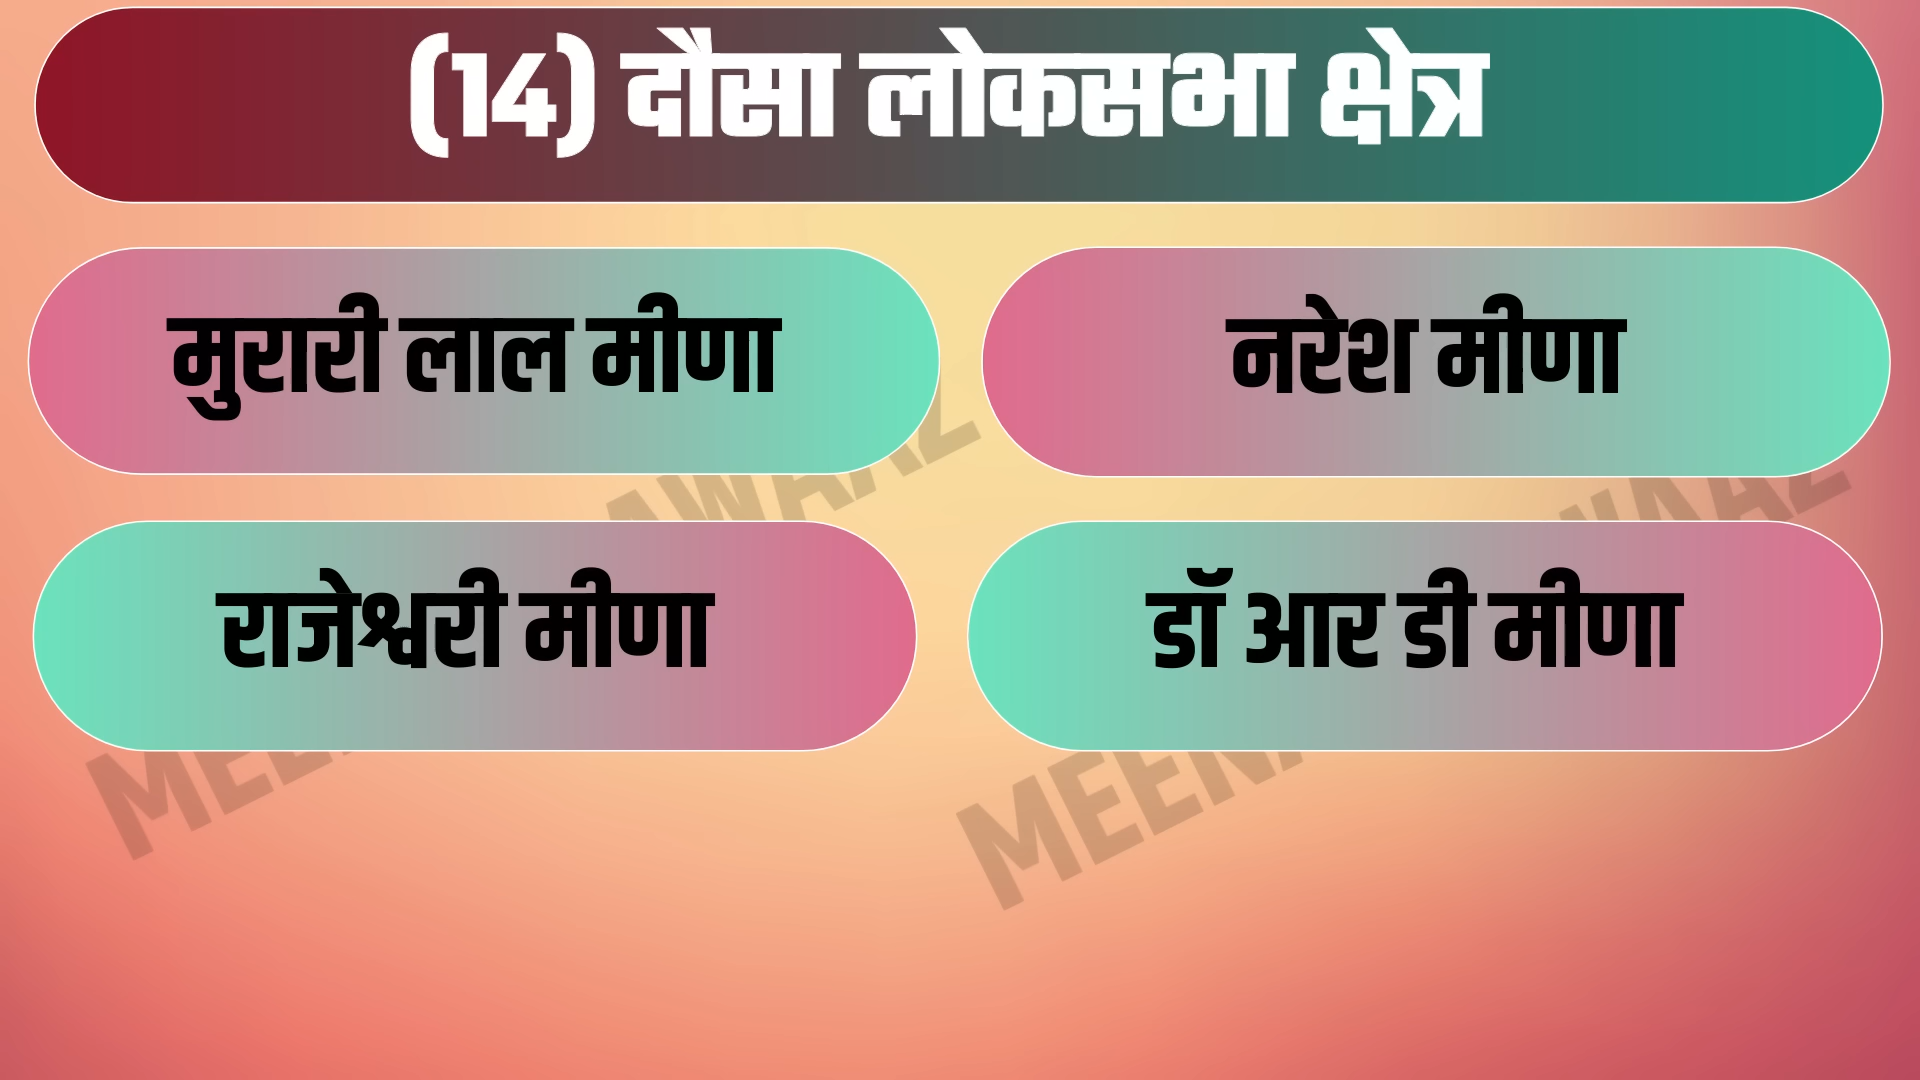 (14) दौसा लोकसभा क्षेत्र
मुरारी लाल मीणा
नरेश मीणा
राजेश्वरी मीणा
डॉ आर डी मीणा